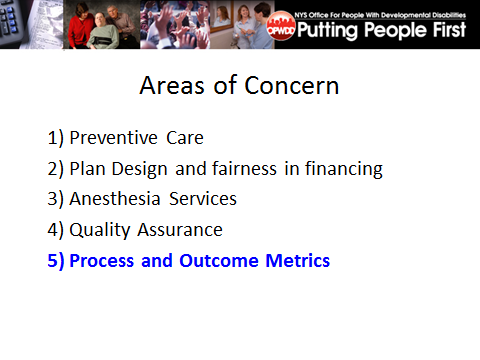 NYS Office For People With Developmental Disabilities
OPWDD
Putting People First
Areas of Concern
1) Preventive Care
2) Plan Design and fairness in financing
3) Anesthesia Services
4) Quality Assurance
5) Process and Outcome Metrics